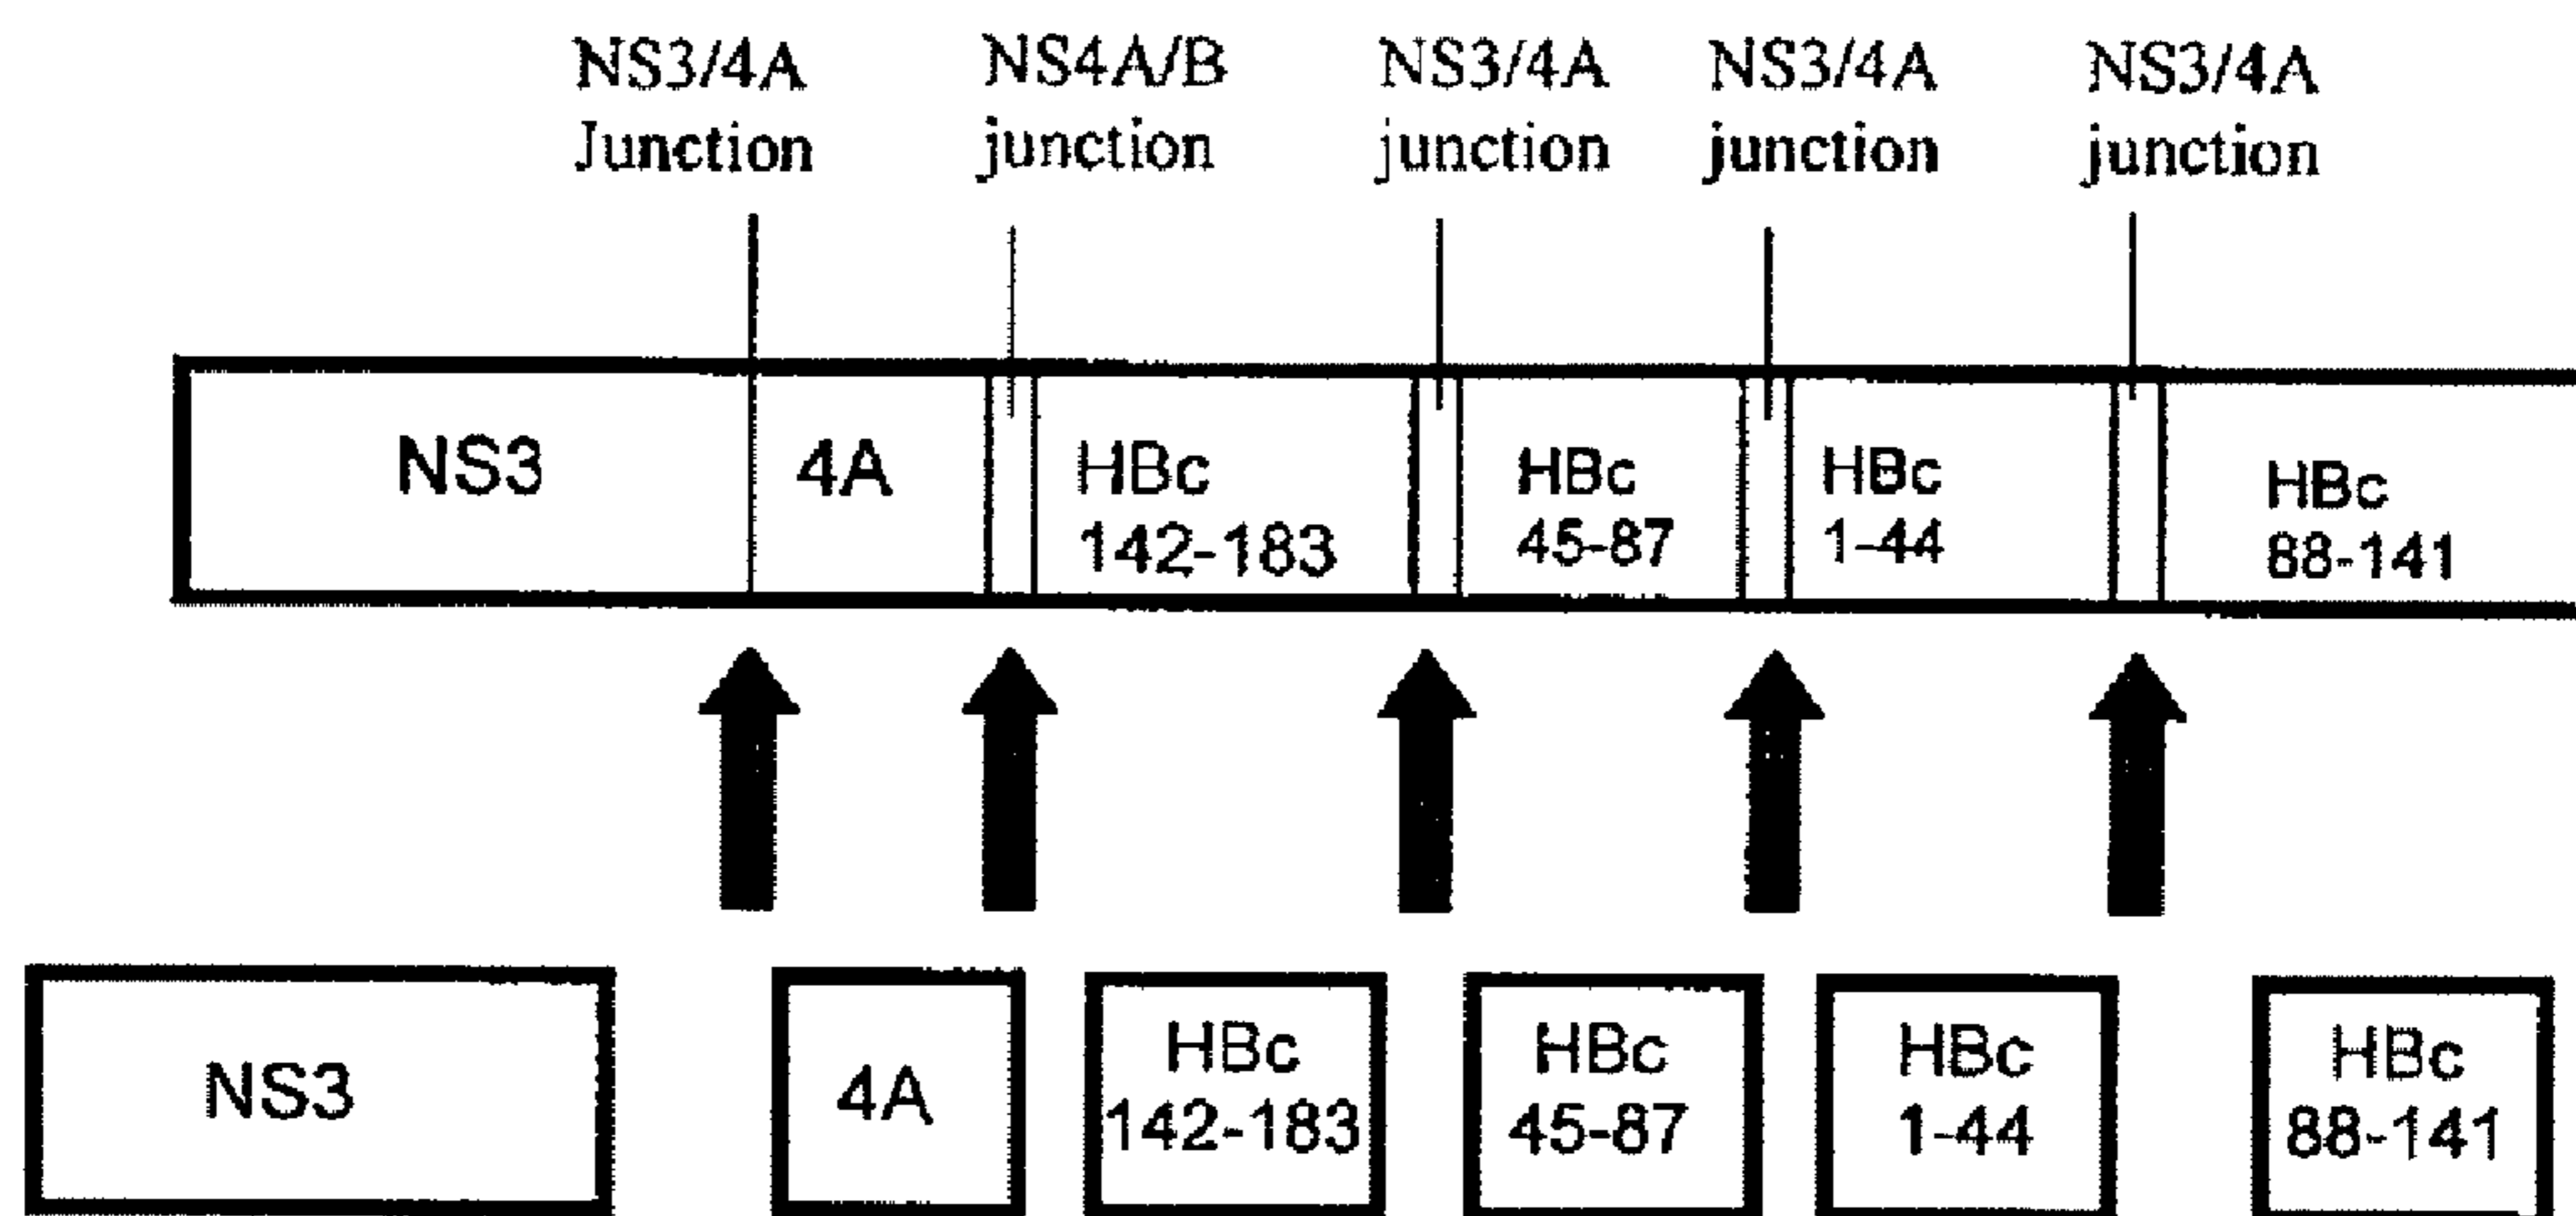 NS3/4A
Junction
NS4A/B
junction
NS3/4A
junction
NS3/4A
junction
NS3/4A
junction
NS3
4A
HBc
142-183
HBc
45-87
HBc
1-44
HBc
88-141
NS3
4A
HBc
142-183
HBc
45-87
HBc
1-44
HBc
88-141